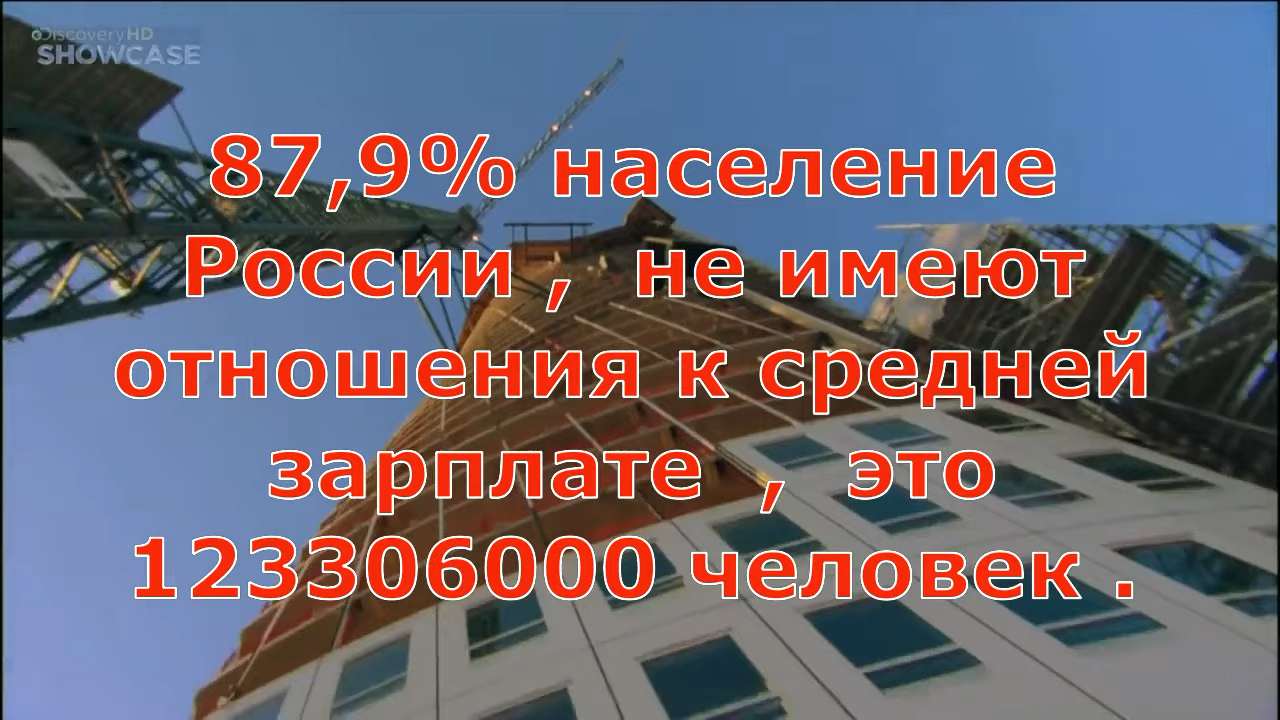 Discovery HD
SHOWCASE
87,9% население
России , не имеют
отношения к средней
зарплате , это
123306000 человек .